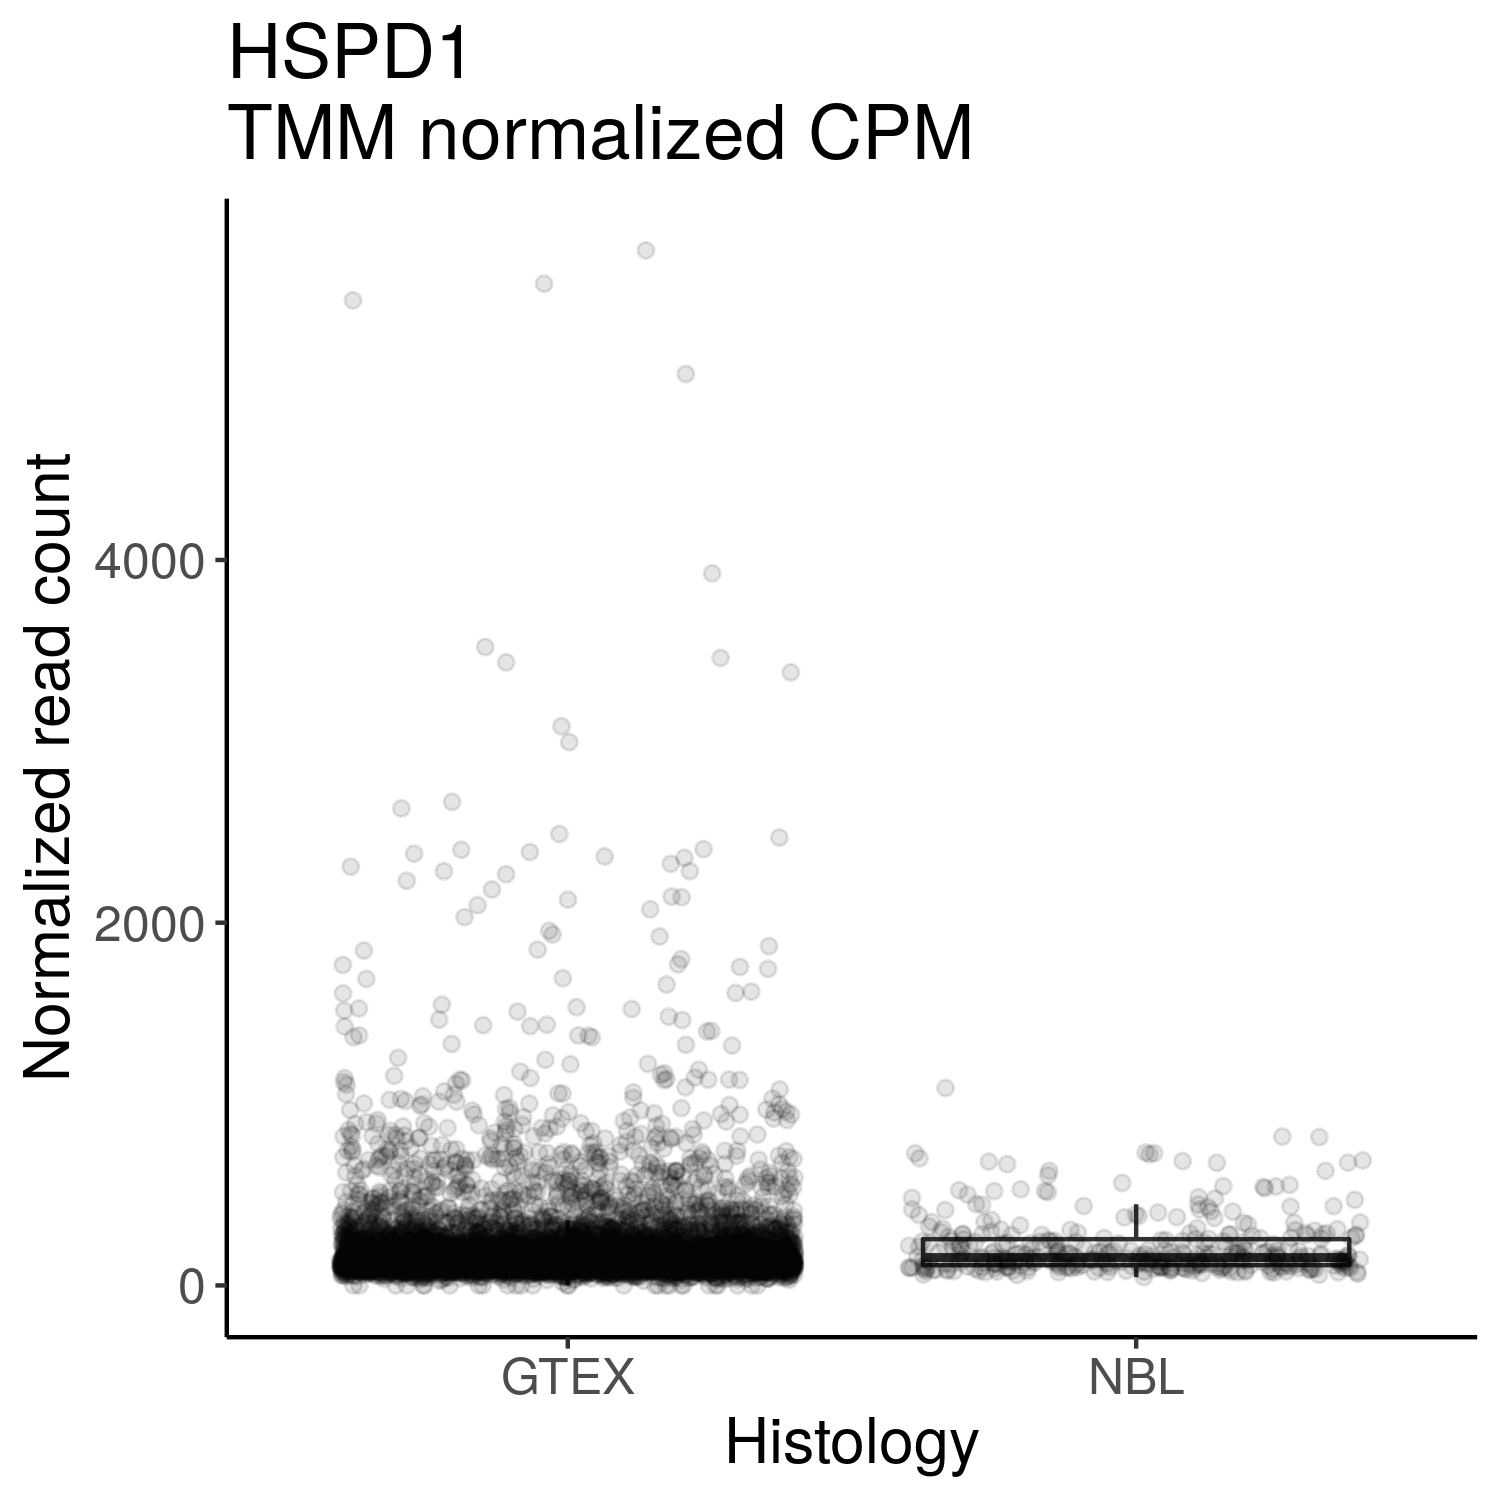 HSPD1
TMM normalized CPM
Normalized read count
4000
2000
0
GTEX
NBL
Histology